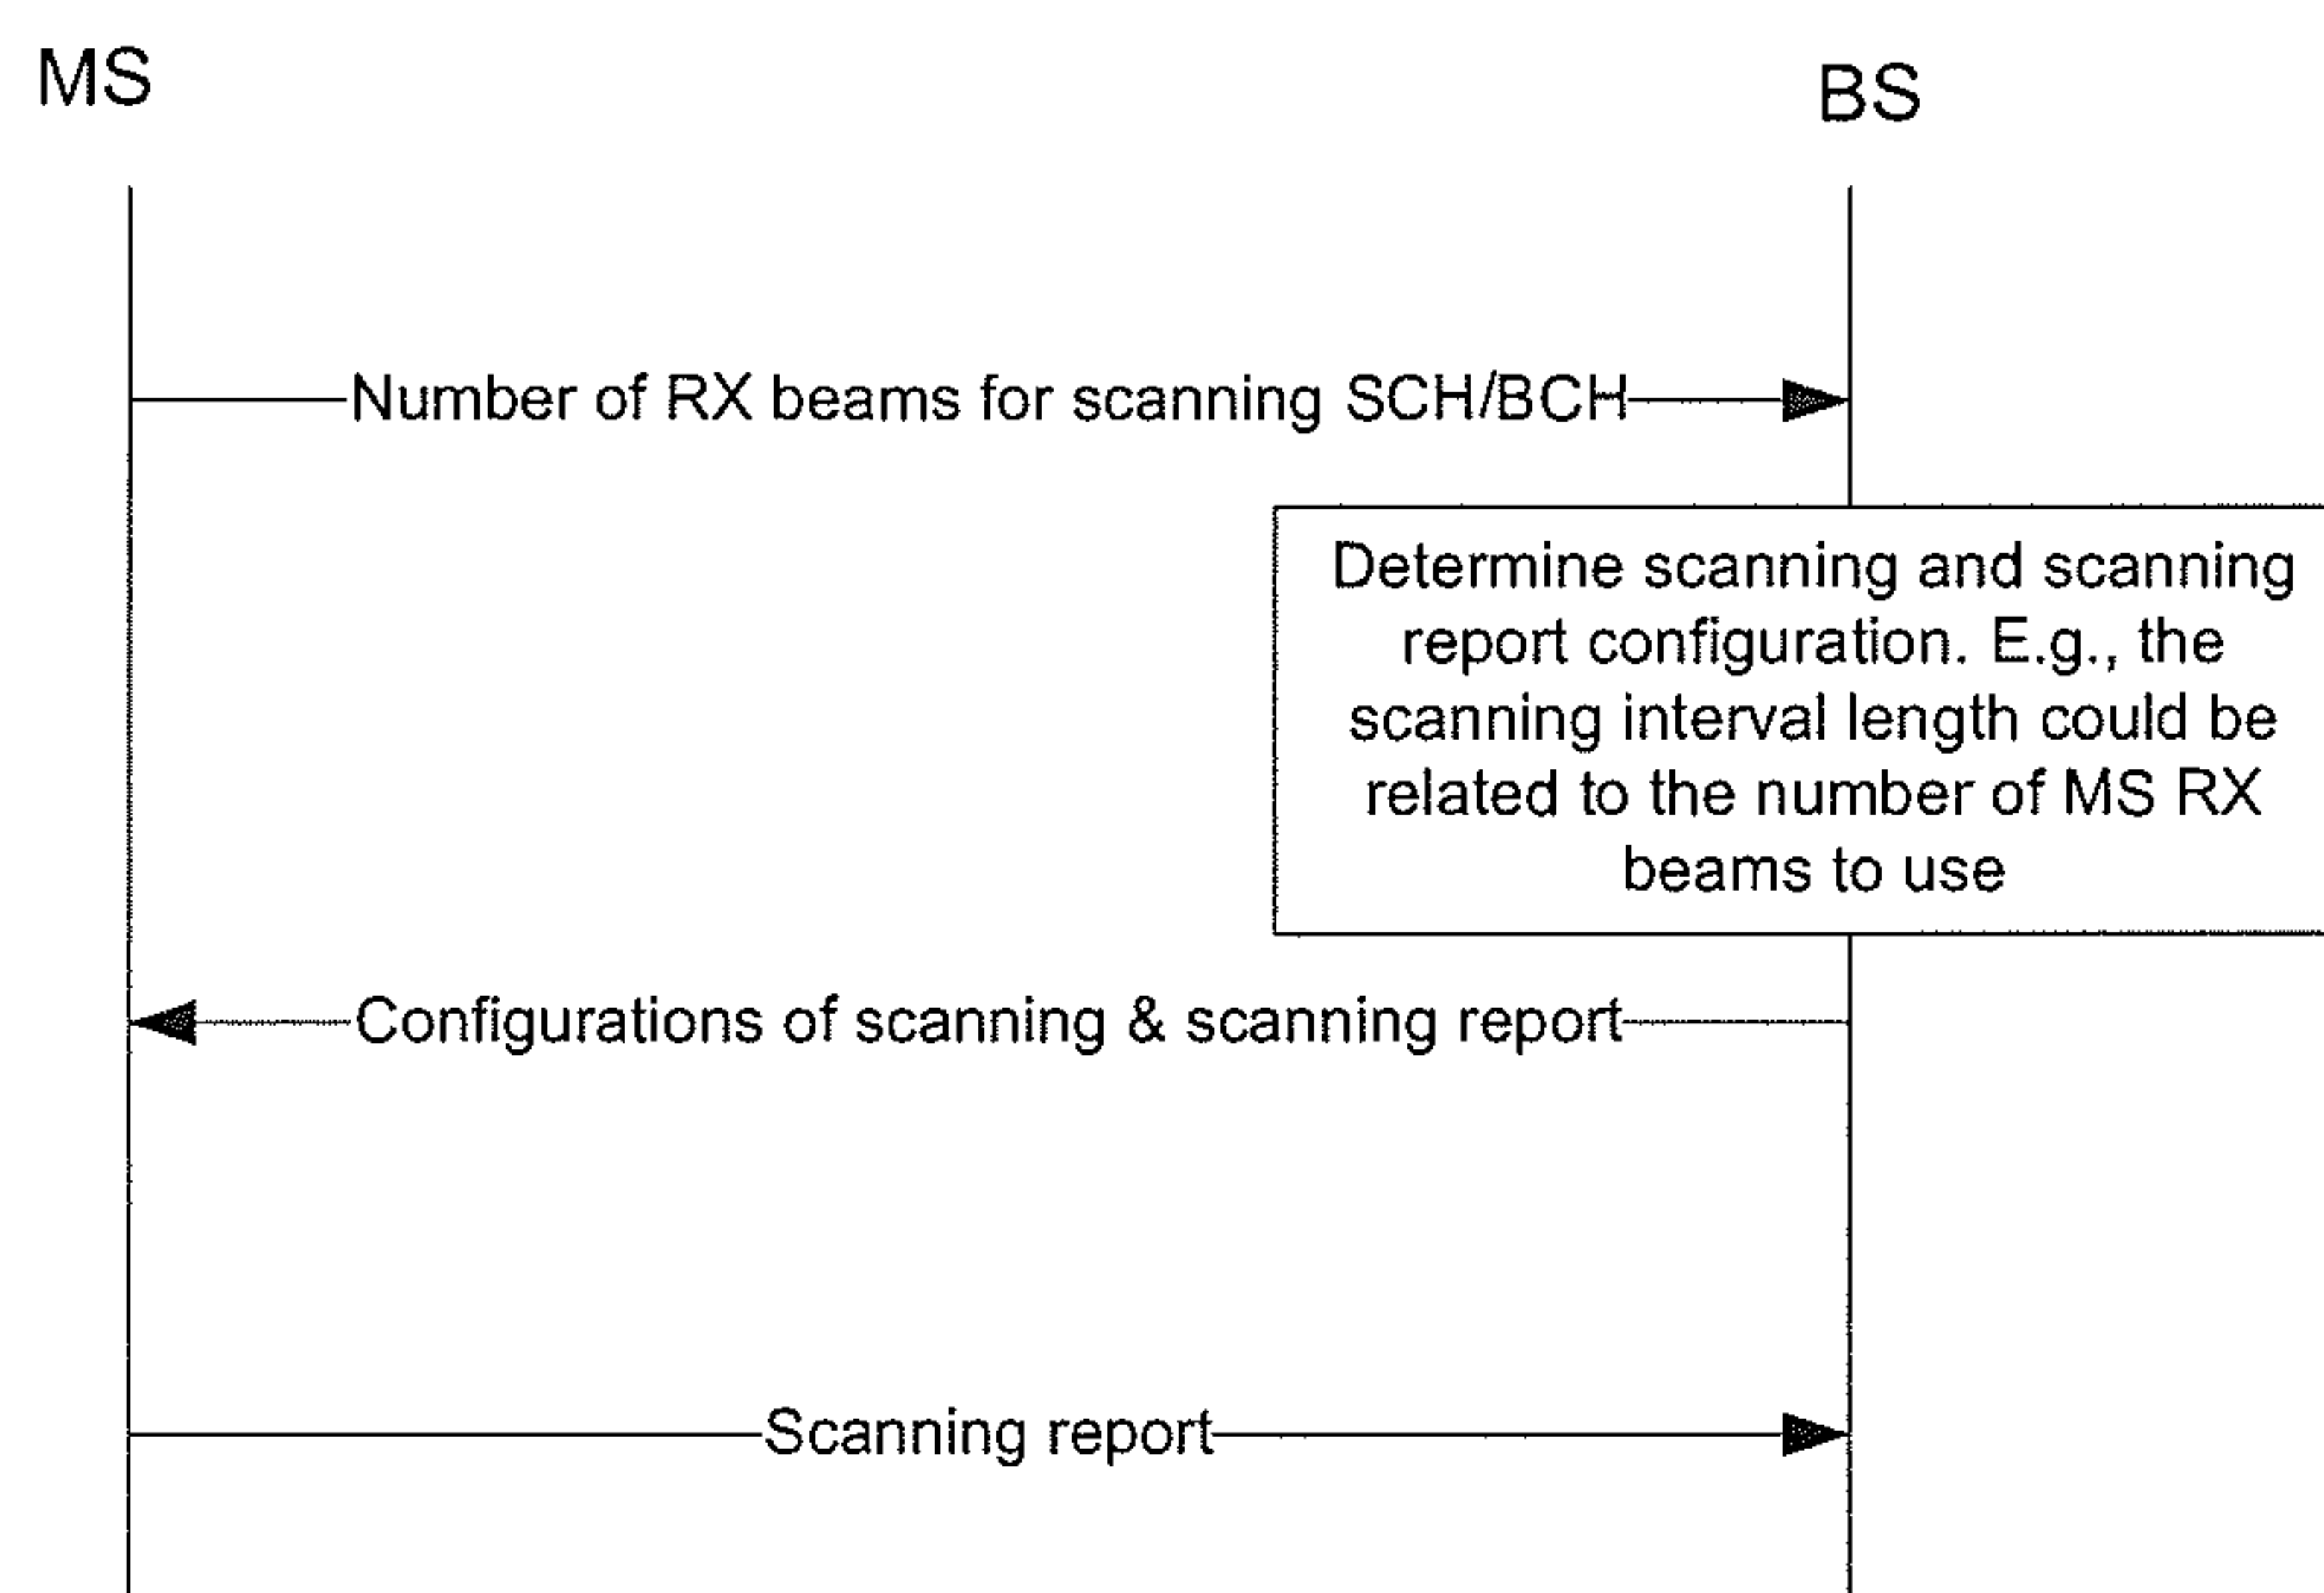 MS
BS
Number of RX beams for scanning SCH/BCH
Determine scanning and scanning
report configuration. E.g., the
scanning interval length could be
related to the number of MS RX
beams to use
Configurations of scanning & scanning report
Scanning report